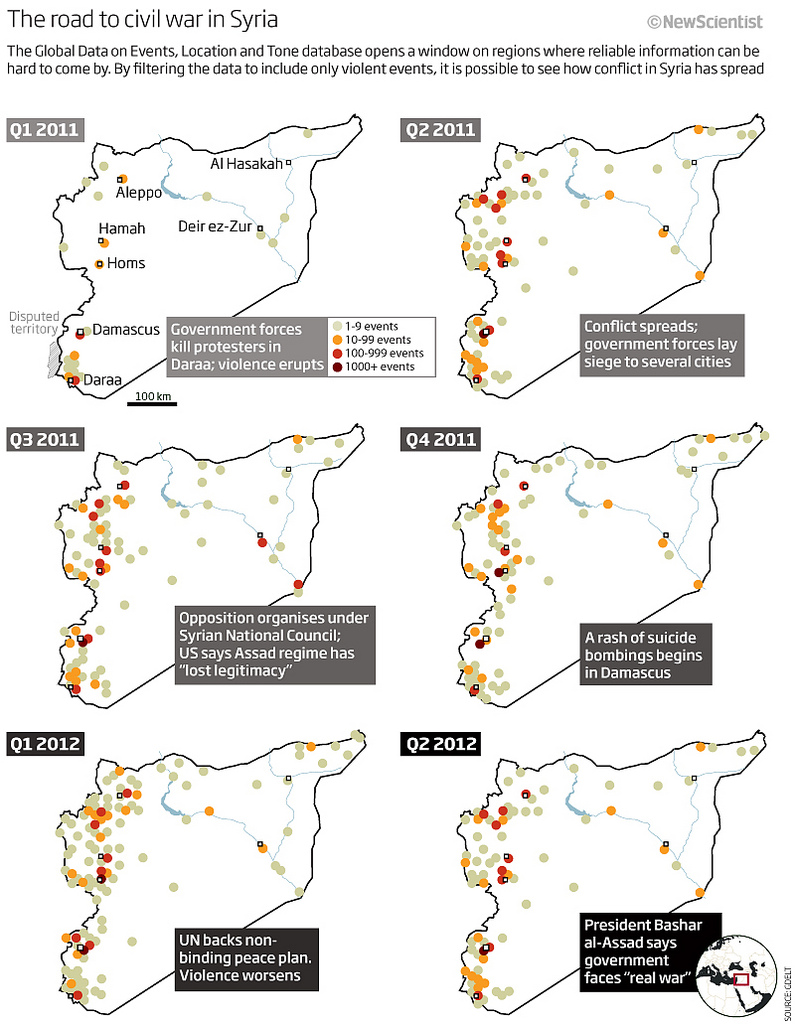 The road to civil war in Syria
©NewScientist
The Global Data on Events, Location and Tone database opens a window on regions where reliable information can be
hard to come by. By filtering the data to include only violent events, it is possible to see how conflict in Syria has spread
Q1 2011
Al Hasakah
Aleppo
Hamah
Deir ez-Zur
Homs
Disputed
territory
Damascus
Daraa
Government forces
kill protesters in
Daraa; violence erupts
1-9 events
10-99 events
100-999 events
1000+ events
100 km
Q2 2011
Conflict spreads;
government forces lay
siege to several cities
Q3 2011
Opposition organises under
Syrian National Council;
US says Assad regime has
"lost legitimacy"
Q4 2011
A rash of suicide
bombings begins
in Damascus
Q1 2012
UN backs non-
binding peace plan.
Violence worsens
Q2 2012
President Bashar
al-Assad says
government
faces "real war"
SOURCE: GDELT